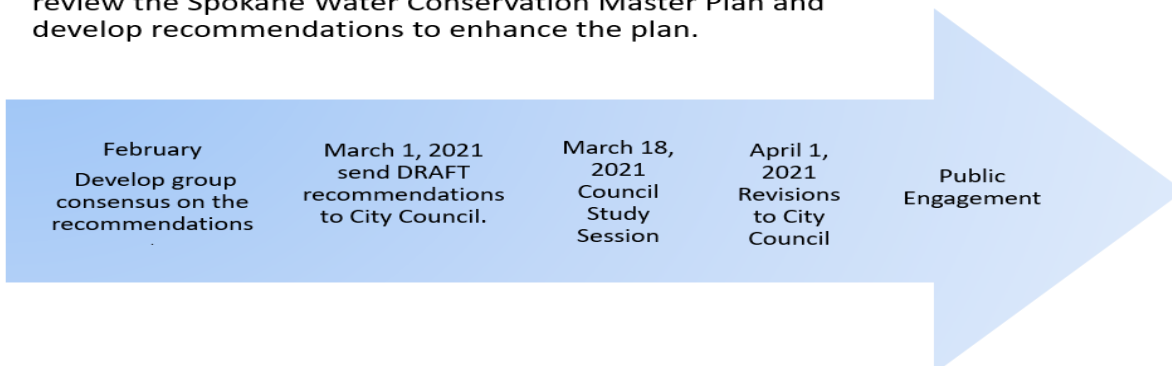 review the Spokane Water Conservation Master Plan and
develop recommendations to enhance the plan.
February
Develop group
consensus on the
recommendations
.
March 1, 2021
send DRAFT
recommendations
to City Council.
March 18,
2021
Council
Study
Session
April 1,
2021
Revisions
to City
Council
Public
Engagement